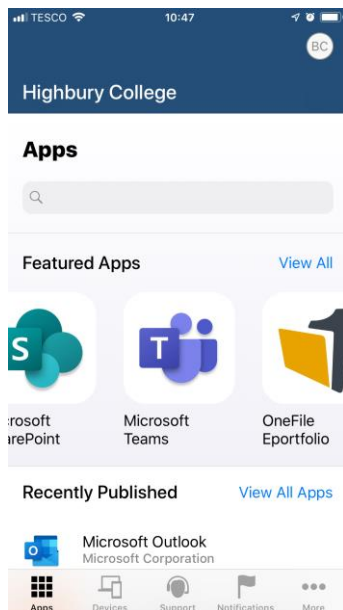 TESCO 10:47
BC
Highbury College
Apps
Featured Apps View All
S T 1
rosoft Microsoft OneFile
arePoint Teams Eportfolio
Recently Published View All Apps
O Microsoft Outlook
Microsoft Corporation
Apps Devices Support Notifications More